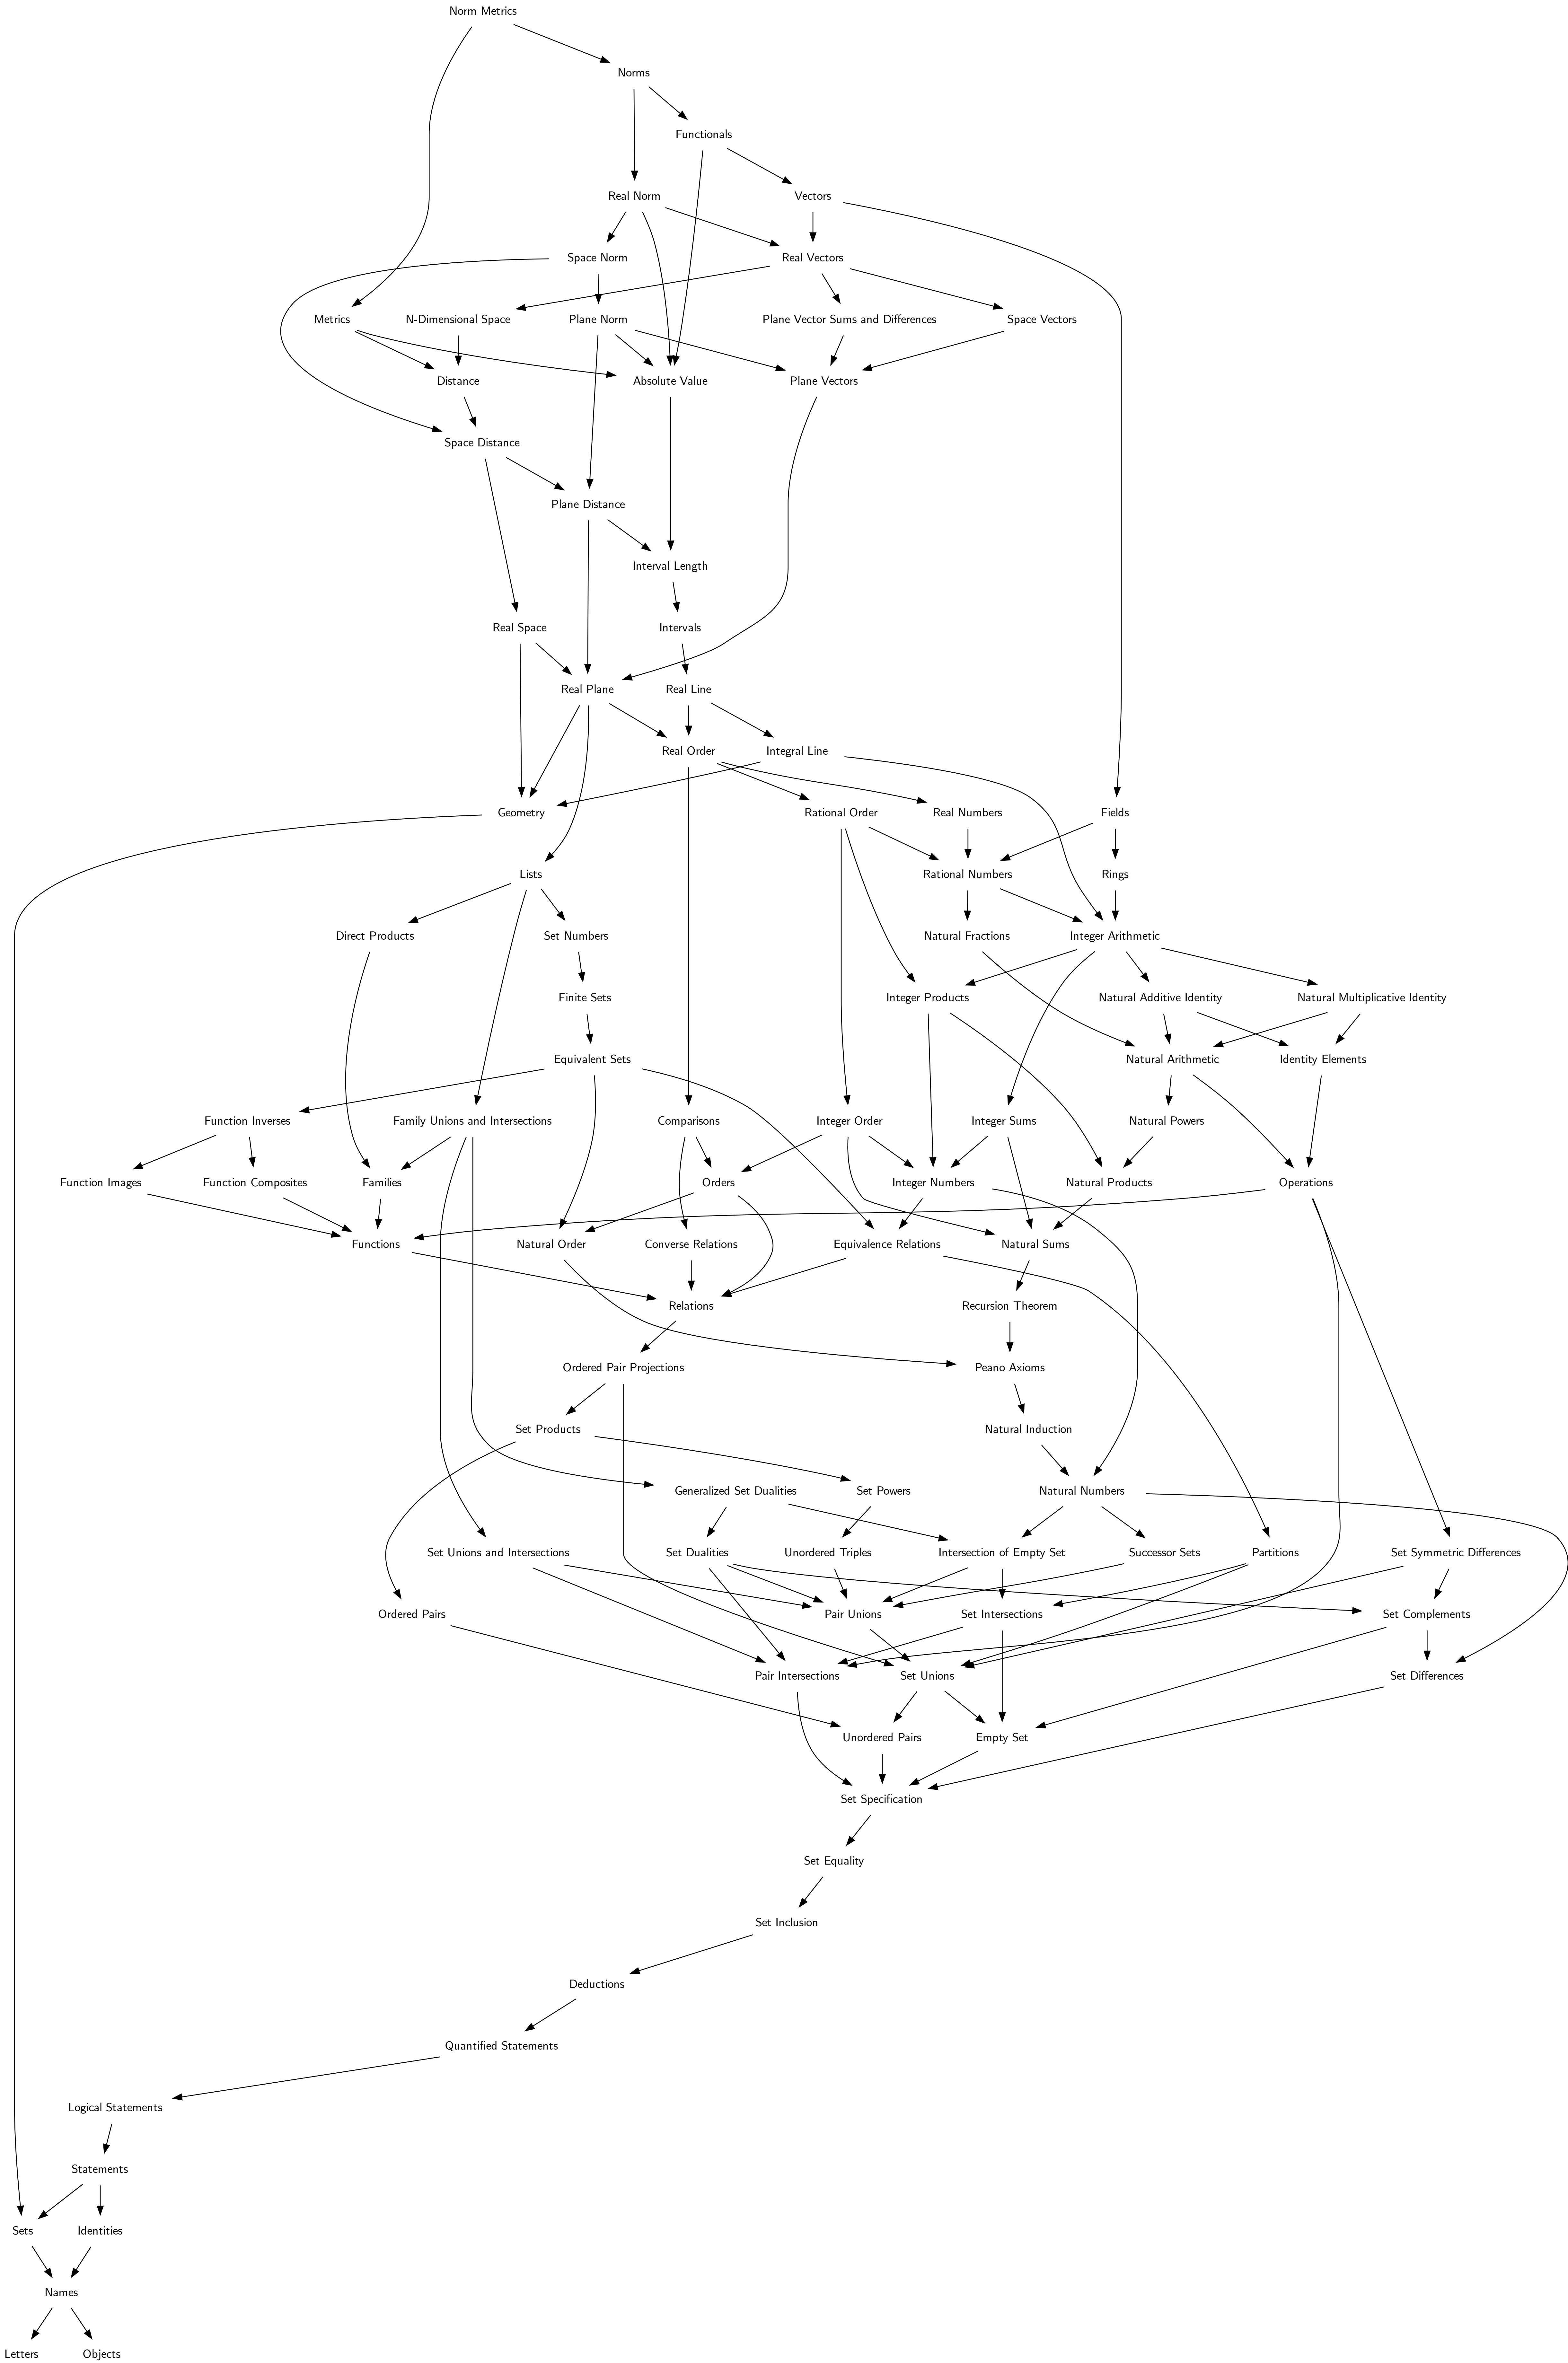 Norm Metrics
Norms
Functionals
Real Norm
Vectors
Space Norm
Real Vectors
Metrics
N-Dimensional Space
Plane Norm
Plane Vector Sums and Differences
Space Vectors
Distance
Absolute Value
Plane Vectors
Space Distance
Plane Distance
Interval Length
Real Space
Intervals
Real Plane
Real Line
Real Order
Integral Line
Geometry
Rational Order
Real Numbers
Fields
Lists
Rational Numbers
Rings
Direct Products
Set Numbers
Natural Fractions
Integer Arithmetic
Finite Sets
Integer Products
Natural Additive Identity
Natural Multiplicative Identity
Equivalent Sets
Natural Arithmetic
Identity Elements
Function Inverses
Family Unions and Intersections
Comparisons
Integer Order
Integer Sums
Natural Powers
Function Images
Function Composites
Families
Orders
Integer Numbers
Natural Products
Operations
Functions
Natural Order
Converse Relations
Equivalence Relations
Natural Sums
Relations
Recursion Theorem
Ordered Pair Projections
Peano Axioms
Set Products
Natural Induction
Generalized Set Dualities
Set Powers
Natural Numbers
Set Unions and Intersections
Set Dualities
Unordered Triples
Intersection of Empty Set
Successor Sets
Partitions
Set Symmetric Differences
Ordered Pairs
Pair Unions
Set Intersections
Set Complements
Pair Intersections
Set Unions
Set Differences
Unordered Pairs
Empty Set
Set Specification
Set Equality
Set Inclusion
Deductions
Quantified Statements
Logical Statements
Statements
Sets
Identities
Names
Letters
Objects